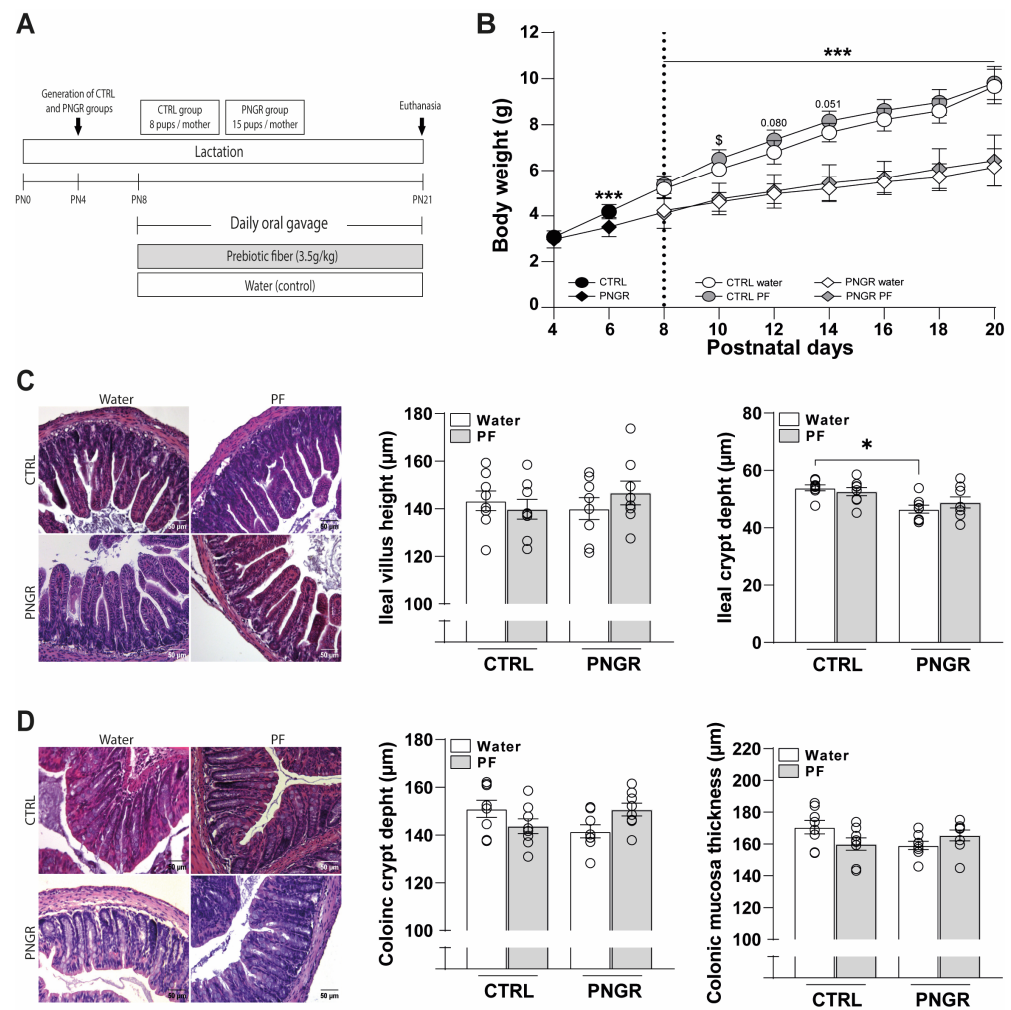 A
Generation of CTRL
and PNGR groups
CTRL group
8 pups / mother
PNGR group
15 pups / mother
Euthanasia
Lactation
PN0
PN4
PN8
PN21
Daily oral gavage
Prebiotic fiber (3.5g/kg)
Water (control)
B
Body weight (g)
12
10
8
6
4
2
0
***
***
$
0.080
0.051
CTRL
PNGR
CTRL water
CTRL PF
PNGR water
PNGR PF
4 6 8 10 12 14 16 18 20
Postnatal days
C
Water PF
CTRL
PNGR
50 µm
50 µm
50 µm
50 µm
Ileal villus height (µm)
180
160
140
120
100
Water
PF
CTRL PNGR
Ileal crypt depht (µm)
80
60
40
20
0
Water
PF
*
CTRL PNGR
D
Water PF
CTRL
PNGR
50 µm
50 µm
50 µm
50 µm
Coloinc crypt depht (µm)
180
160
140
120
100
Water
PF
CTRL PNGR
Colonic mucosa thickness (µm)
220
200
180
160
140
120
100
Water
PF
CTRL PNGR